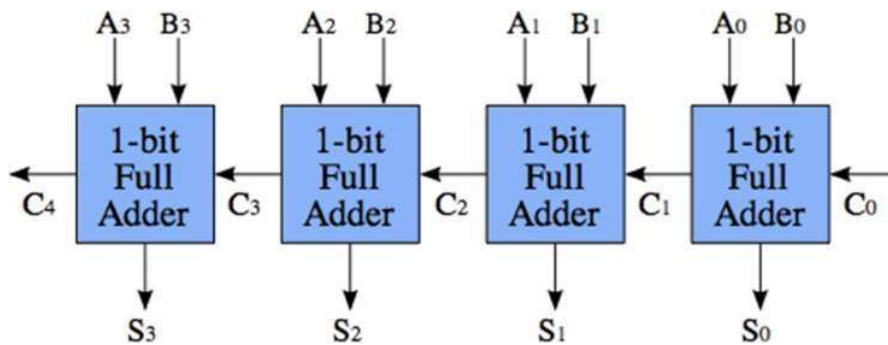 A₃ B₃ A₂ B₂ A₁ B₁ A₀ B₀
1-bit Full Adder 1-bit Full Adder 1-bit Full Adder 1-bit Full Adder
C₄ C₃ C₂ C₁ C₀
S₃ S₂ S₁ S₀